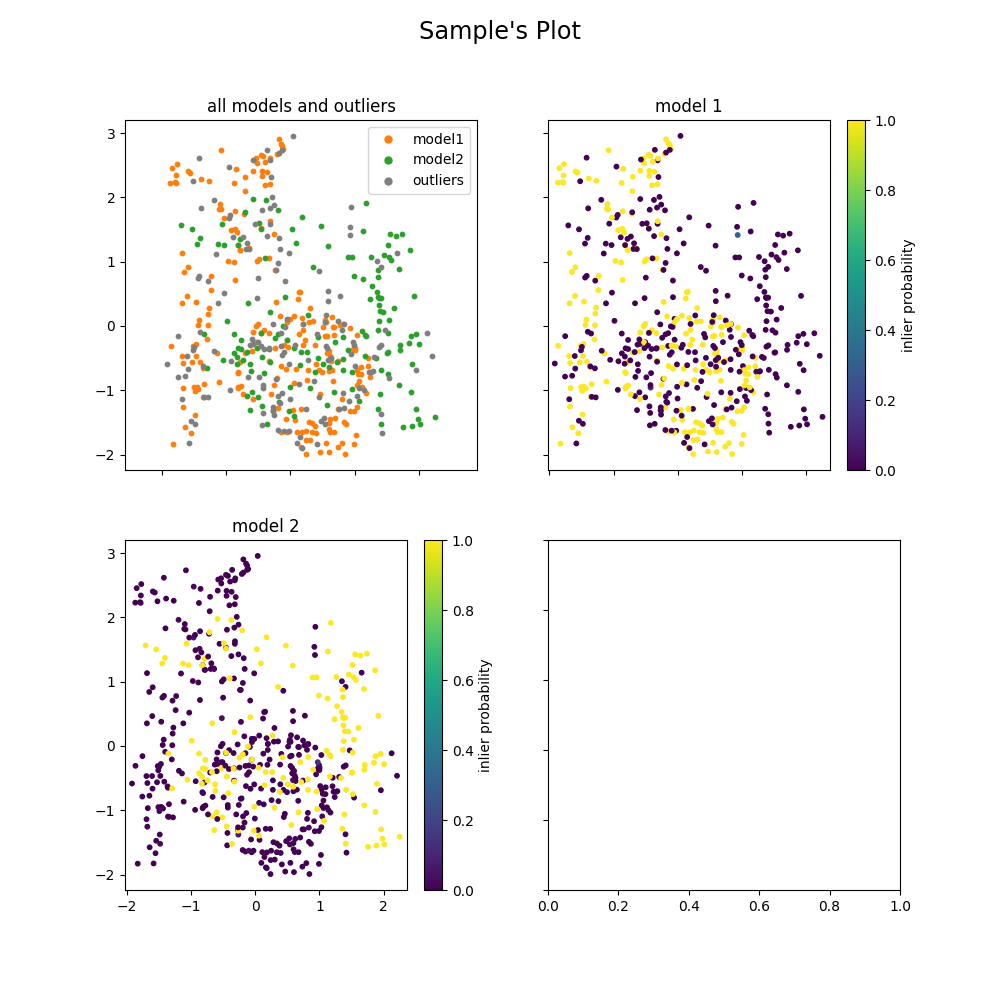 Sample's Plot
all models and outliers
model1
model2
outliers
3
2
1
0
−1
−2
model 1
1.0
0.8
0.6
0.4
0.2
0.0
inlier probability
model 2
3
2
1
0
−1
−2
−2 −1 0 1 2
1.0
0.8
0.6
0.4
0.2
0.0
inlier probability
0.0 0.2 0.4 0.6 0.8 1.0